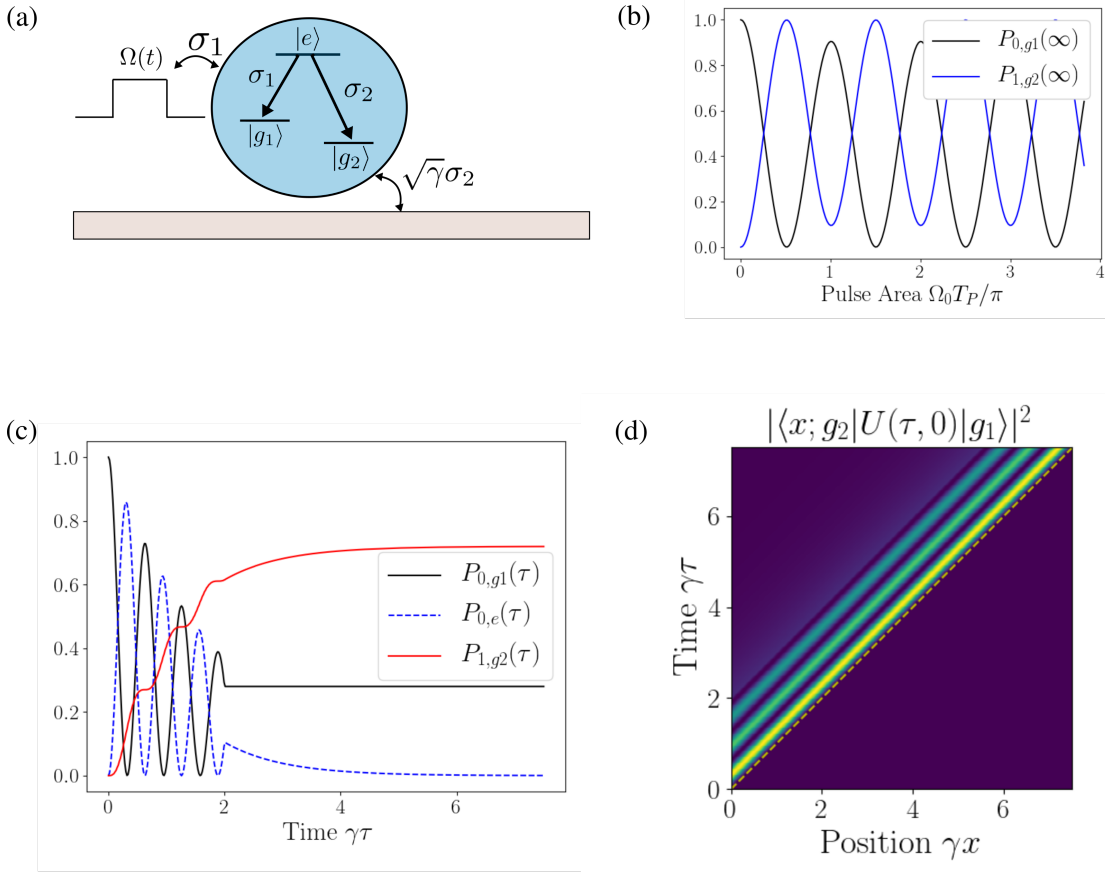 (a)
Ω(t)
σ₁
|e⟩
σ₁
σ₂
|g₁⟩
|g₂⟩
√γσ₂
(b)
1.0
0.8
0.6
0.4
0.2
0.0
P₀,g1(∞)
P₁,g2(∞)
0 1 2 3 4
Pulse Area Ω₀T_P/π
(c)
1.0
0.8
0.6
0.4
0.2
0.0
P₀,g1(τ)
P₀,e(τ)
P₁,g2(τ)
0 2 4 6
Time γτ
(d)
|⟨x; g₂|U(τ, 0)|g₁⟩|²
Time γτ
6
4
2
0
0 2 4 6
Position γx